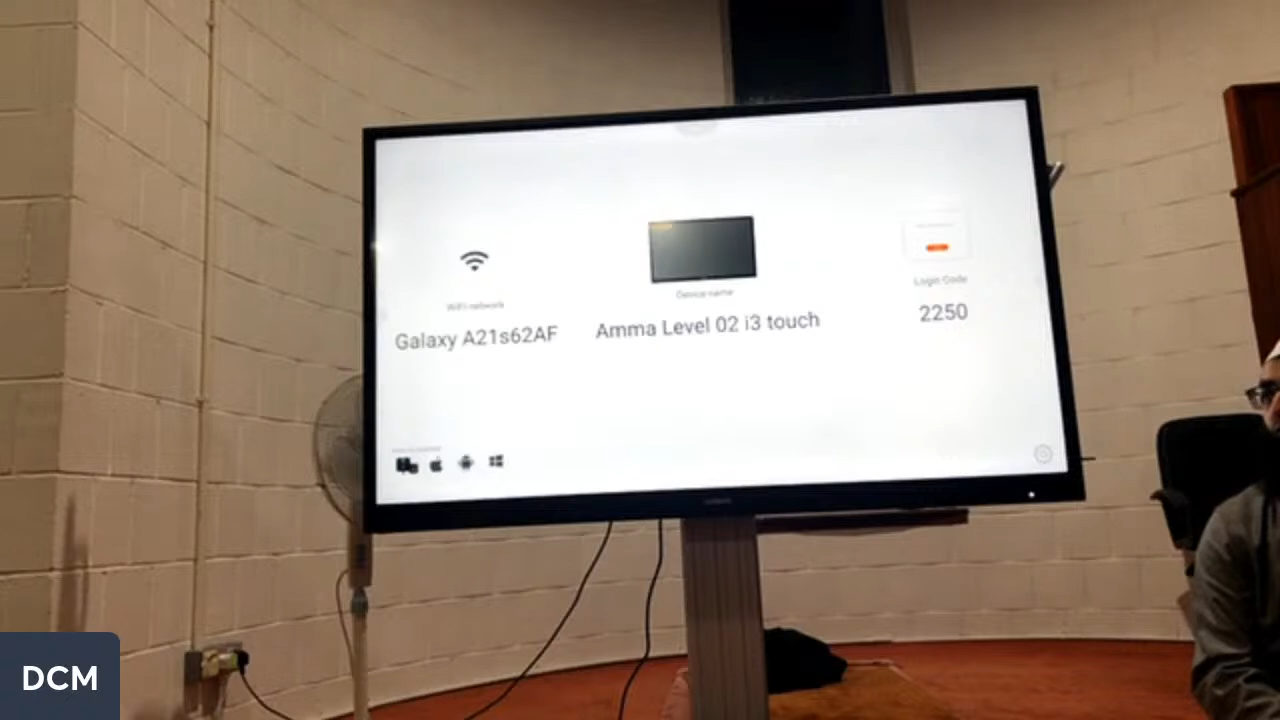 WiFi network
Galaxy A21s62AF
Device name
Amma Level 02 i3 touch
Login Code
2250
DCM